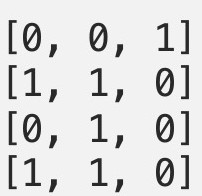 [0, 0, 1]
[1, 1, 0]
[0, 1, 0]
[1, 1, 0]